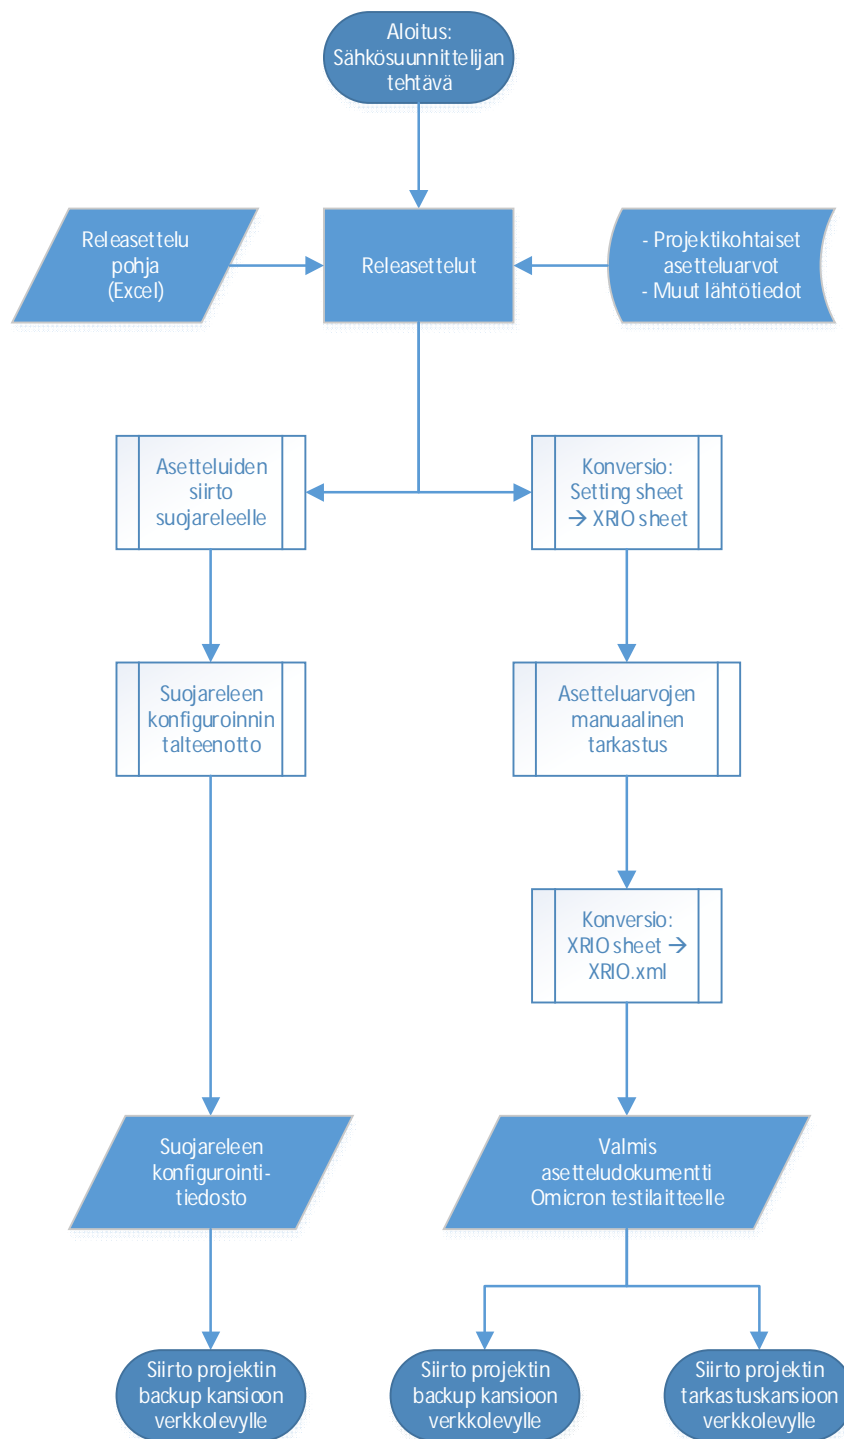 Aloitus:
Sähkösuunnittelijan
tehtävä
Releasettelu
pohja
(Excel)
Releasettelut
- Projektikohtaiset
asetteluarvot
- Muut lähtötiedot
Asetteluiden
siirto
suojareleelle
Konversio:
Setting sheet
→ XRIO sheet
Suojareleen
konfiguroinnin
talteenotto
Asetteluarvojen
manuaalinen
tarkastus
Konversio:
XRIO sheet →
XRIO.xml
Suojareleen
konfigurointi-
tiedosto
Valmis
asetteludokumentti
Omicron testilaitteelle
Siirto projektin
backup kansioon
verkkolevylle
Siirto projektin
backup kansioon
verkkolevylle
Siirto projektin
tarkastuskansioon
verkkolevylle